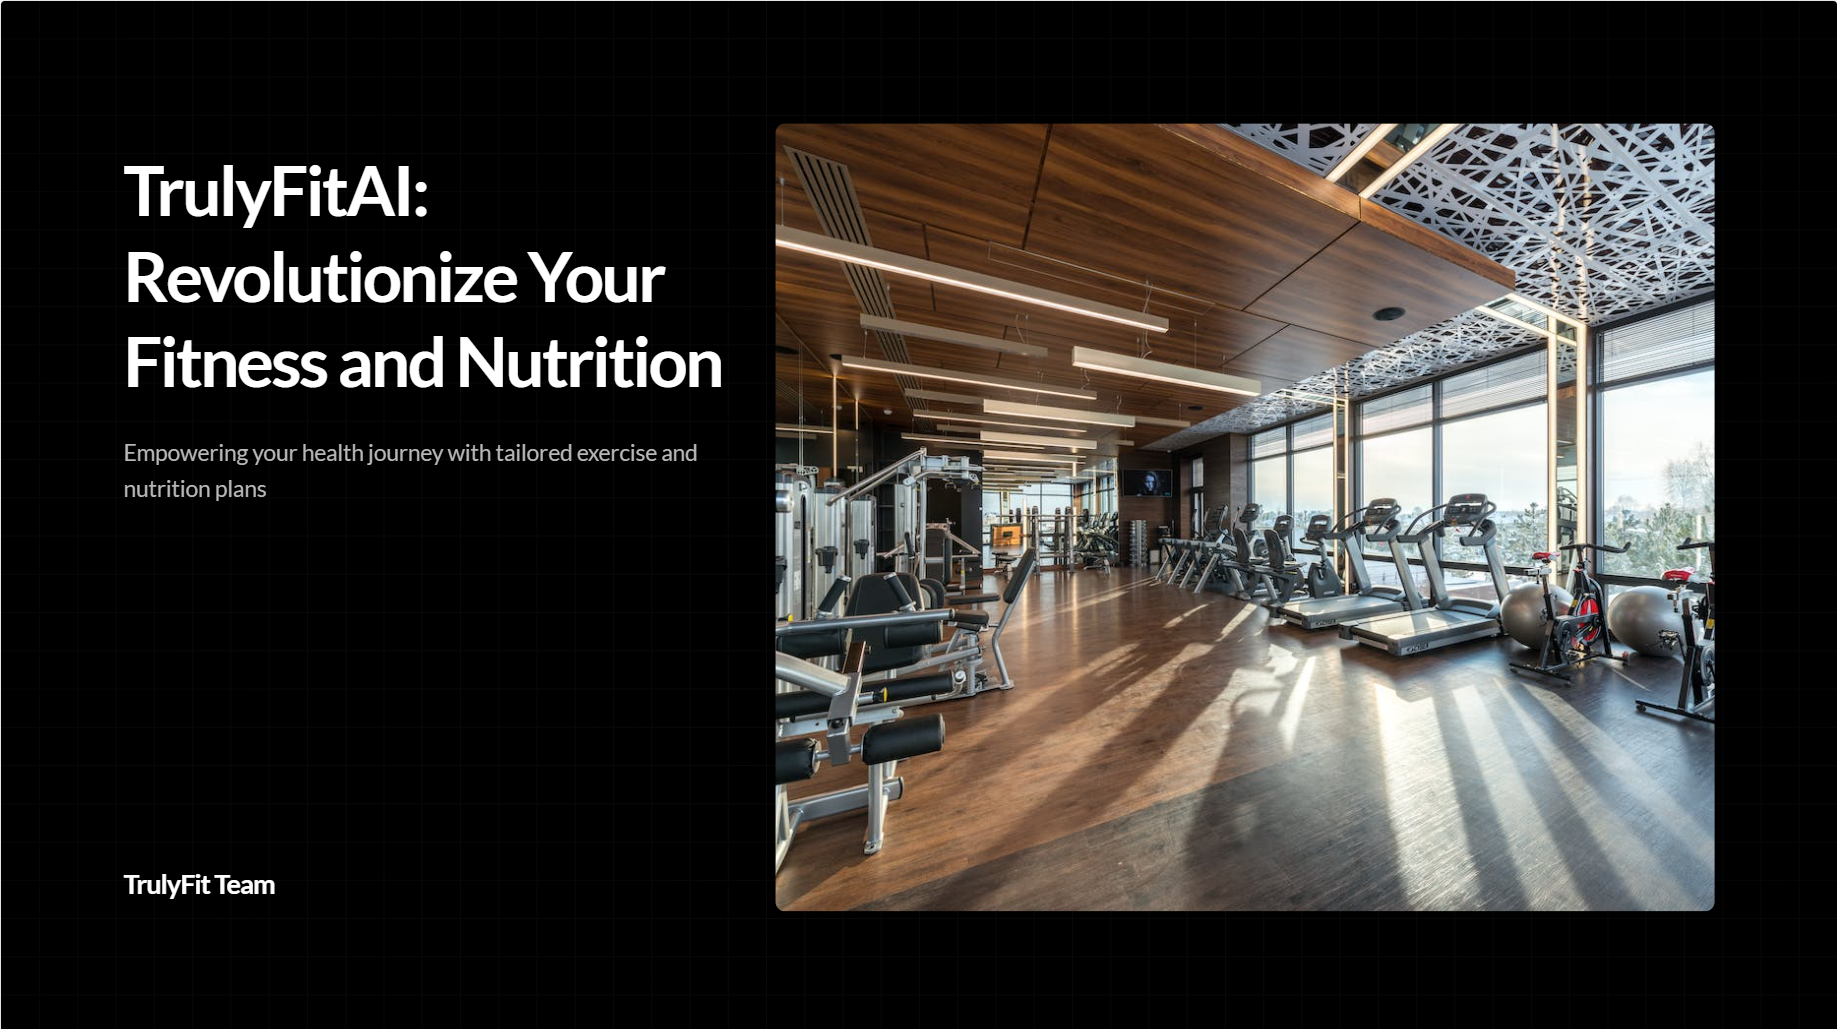 TrulyFitAI:
Revolutionize Your
Fitness and Nutrition
Empowering your health journey with tailored exercise and
nutrition plans
TrulyFit Team